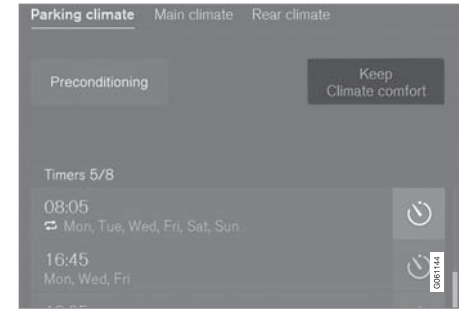 Parking climate Main climate Rear climate
Preconditioning
Keep
Climate comfort
Timers 5/8
08:05
Mon, Tue, Wed, Fri, Sat, Sun
16:45
Mon, Wed, Fri
G061144